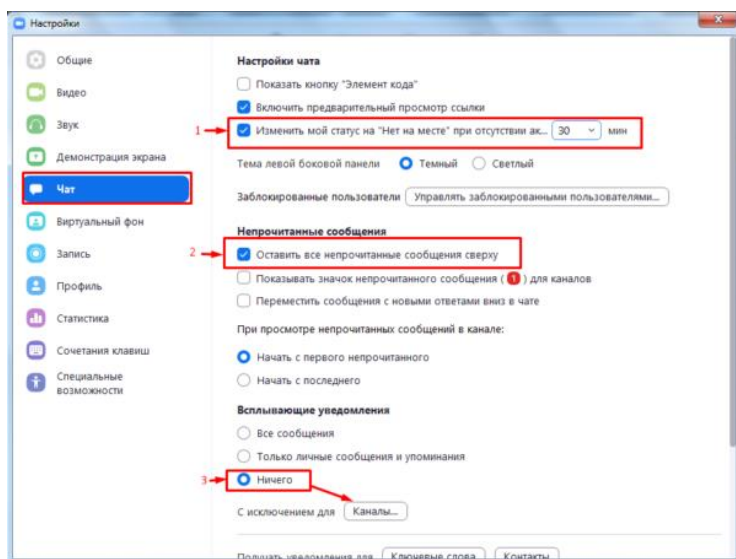 Настройки
Общие
Видео
Звук
Демонстрация экрана
Чат
Виртуальный фон
Запись
Профиль
Статистика
Сочетания клавиш
Специальные
возможности
Настройки чата
Показать кнопку "Элемент кода"
Включить предварительный просмотр ссылки
1 Изменить мой статус на "Нет на месте" при отсутствии ак... 30 мин
Тема левой боковой панели Темный Светлый
Заблокированные пользователи Управлять заблокированными пользователями...
Непрочитанные сообщения
2 Оставить все непрочитанные сообщения сверху
Показывать значок непрочитанного сообщения ( 1 ) для каналов
Переместить сообщения с новыми ответами вниз в чате
При просмотре непрочитанных сообщений в канале:
Начать с первого непрочитанного
Начать с последнего
Всплывающие уведомления
Все сообщения
Только личные сообщения и упоминания
3 Ничего
С исключением для Каналы...
Получать уведомления для Ключевые слова Контакты